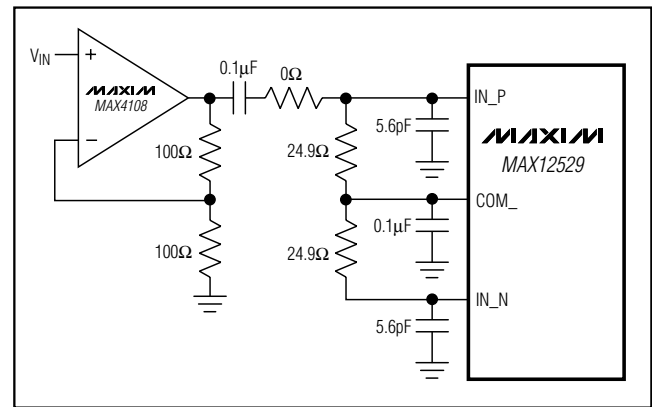 VIN
+
MAXIM
MAX4108
−
0.1μF
0Ω
100Ω
100Ω
24.9Ω
24.9Ω
5.6pF
0.1μF
5.6pF
IN_P
MAXIM
MAX12529
COM_
IN_N